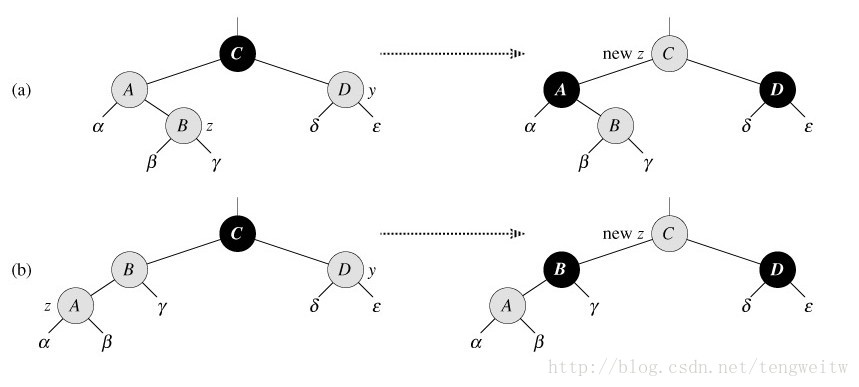 C new z C
(a) A D y A D
α B z δ ε α B δ ε
β γ β γ
C new z C
(b) B D y B D
z A γ δ ε A γ δ ε
α β α β
http://blog.csdn.net/tengweitw